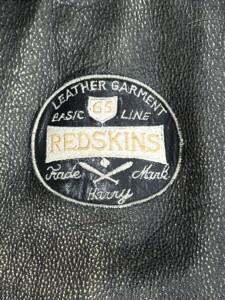 LEATHER GARMENT
BASIC 65 LINE
REDSKINS
Trade Mark
Harry